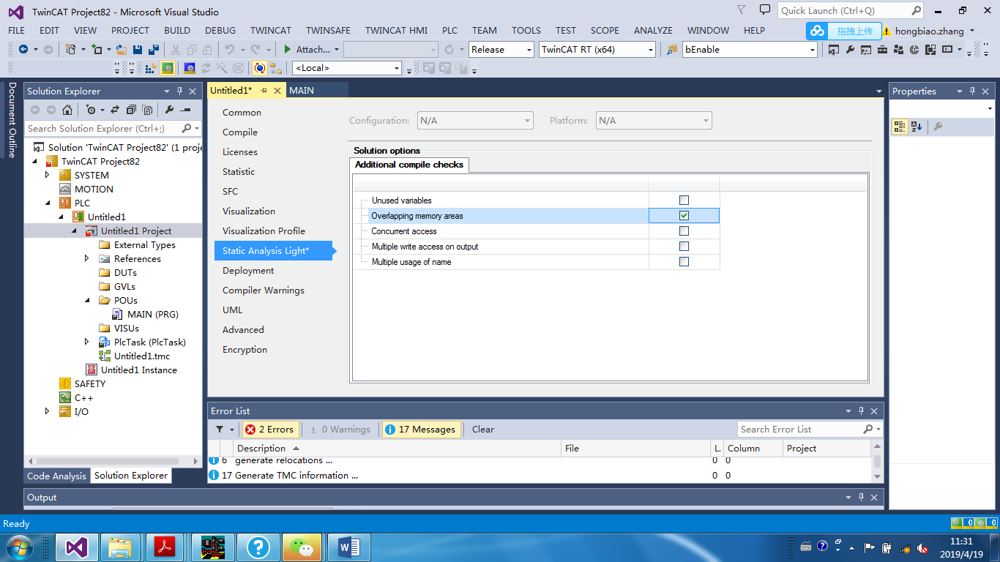 TwinCAT Project82 - Microsoft Visual Studio
Quick Launch (Ctrl+Q)
FILE EDIT VIEW PROJECT BUILD DEBUG TWINCAT TWINSAFE TWINCAT HMI PLC TEAM TOOLS TEST SCOPE ANALYZE WINDOW HELP
拖拽上传
hongbiao.zhang
Attach...
Release
TwinCAT RT (x64)
bEnable
<Local>
Document Outline
Solution Explorer
Search Solution Explorer (Ctrl+;)
Solution 'TwinCAT Project82' (1 proje
TwinCAT Project82
SYSTEM
MOTION
PLC
Untitled1
Untitled1 Project
External Types
References
DUTs
GVLs
POUs
MAIN (PRG)
VISUs
PlcTask (PlcTask)
Untitled1.tmc
Untitled1 Instance
SAFETY
C++
I/O
Code Analysis Solution Explorer
Untitled1* MAIN
Common
Compile
Licenses
Statistic
SFC
Visualization
Visualization Profile
Static Analysis Light*
Deployment
Compiler Warnings
UML
Advanced
Encryption
Configuration: N/A Platform: N/A
Solution options
Additional compile checks
Unused variables
Overlapping memory areas
Concurrent access
Multiple write access on output
Multiple usage of name
Error List
2 Errors 0 Warnings 17 Messages Clear
Search Error List
Description File L. Column Project
6 generate relocations ... 0 0
17 Generate TMC information ... 0 0
Output
Properties
Ready
0 0
11:31
2019/4/19